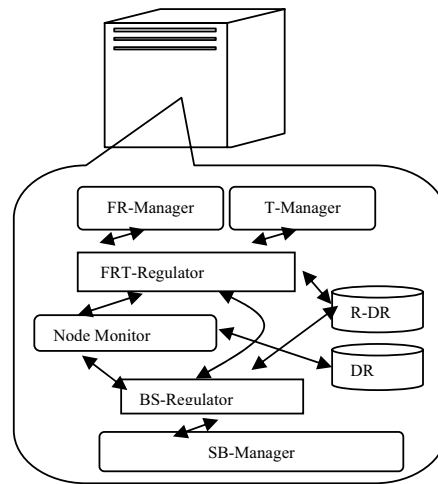 FR-Manager
T-Manager
FRT-Regulator
R-DR
Node Monitor
DR
BS-Regulator
SB-Manager